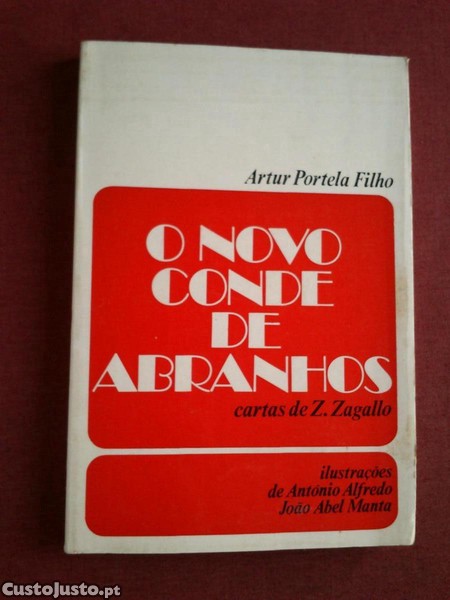 Artur Portela Filho
O NOVO
CONDE
DE
ABRANHOS
cartas de Z. Zagallo
ilustrações
de António Alfredo
João Abel Manta
CustoJusto.pt